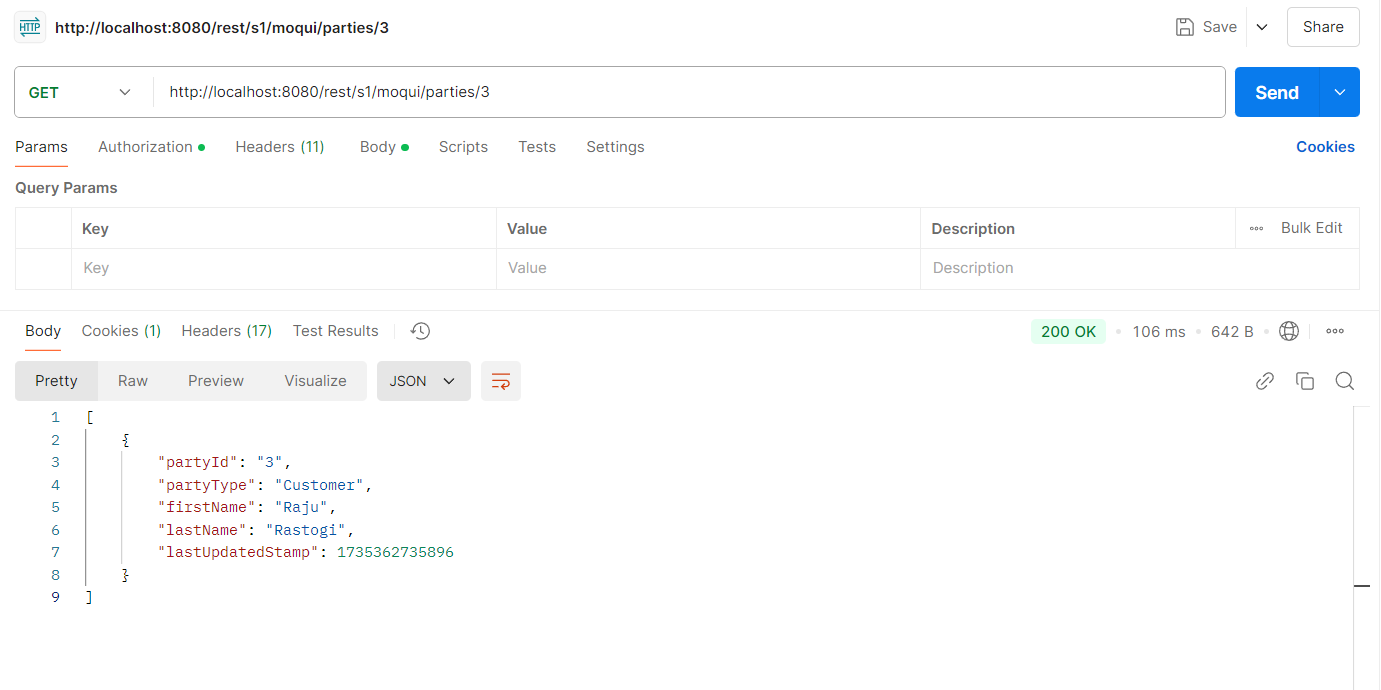 HTTP http://localhost:8080/rest/s1/moqui/parties/3 Save Share
GET http://localhost:8080/rest/s1/moqui/parties/3 Send
Params Authorization Headers (11) Body Scripts Tests Settings Cookies
Query Params
Key Value Description Bulk Edit
Key Value Description
Body Cookies (1) Headers (17) Test Results 200 OK 106 ms 642 B
Pretty Raw Preview Visualize JSON
1 [
2 {
3 "partyId": "3",
4 "partyType": "Customer",
5 "firstName": "Raju",
6 "lastName": "Rastogi",
7 "lastUpdatedStamp": 1735362735896
8 }
9 ]